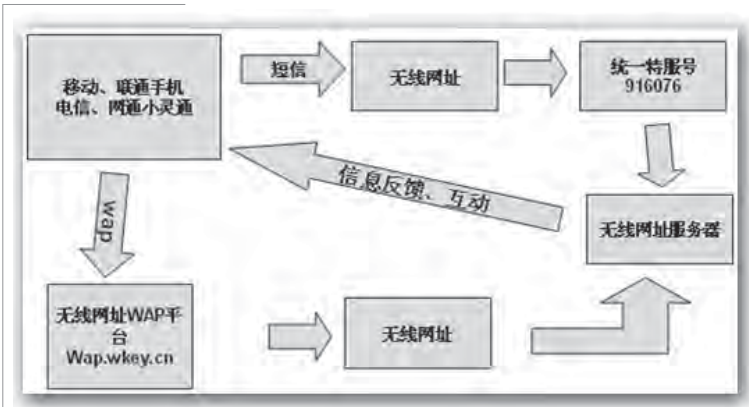 移动、联通手机
电信、网通小灵通
短信
无线网址
统一特服号
916076
信息反馈、互动
wap
无线网址服务器
无线网址WAP平
台
Wap.wkey.cn
无线网址